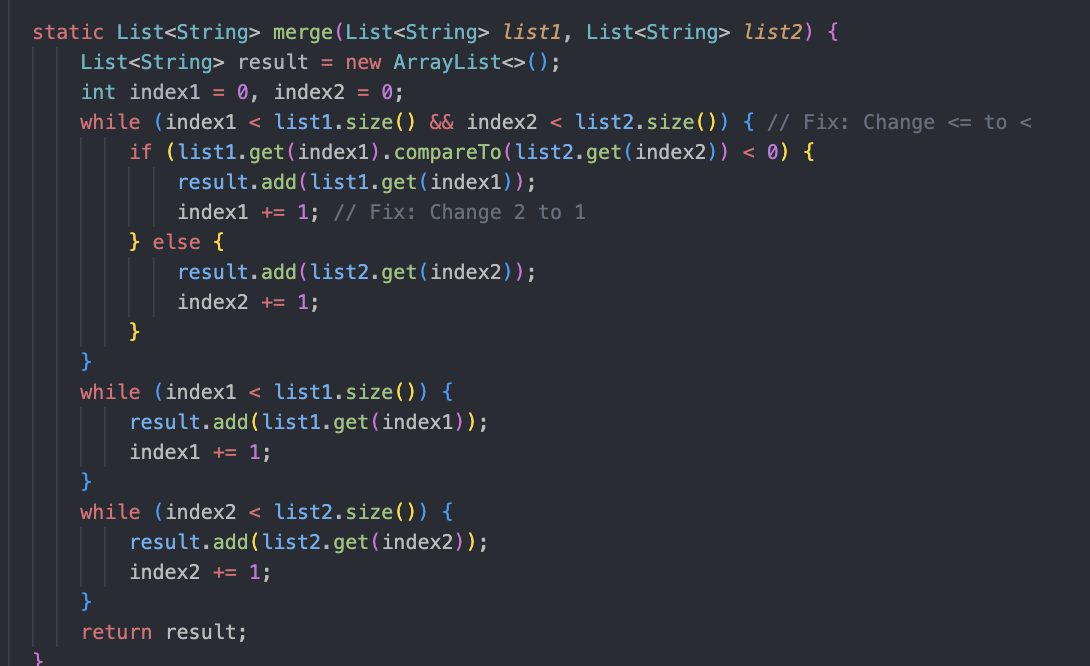 static List<String> merge(List<String> list1, List<String> list2) {
List<String> result = new ArrayList<>();
int index1 = 0, index2 = 0;
while (index1 < list1.size() && index2 < list2.size()) { // Fix: Change <= to <
if (list1.get(index1).compareTo(list2.get(index2)) < 0) {
result.add(list1.get(index1));
index1 += 1; // Fix: Change 2 to 1
} else {
result.add(list2.get(index2));
index2 += 1;
}
}
while (index1 < list1.size()) {
result.add(list1.get(index1));
index1 += 1;
}
while (index2 < list2.size()) {
result.add(list2.get(index2));
index2 += 1;
}
return result;
}